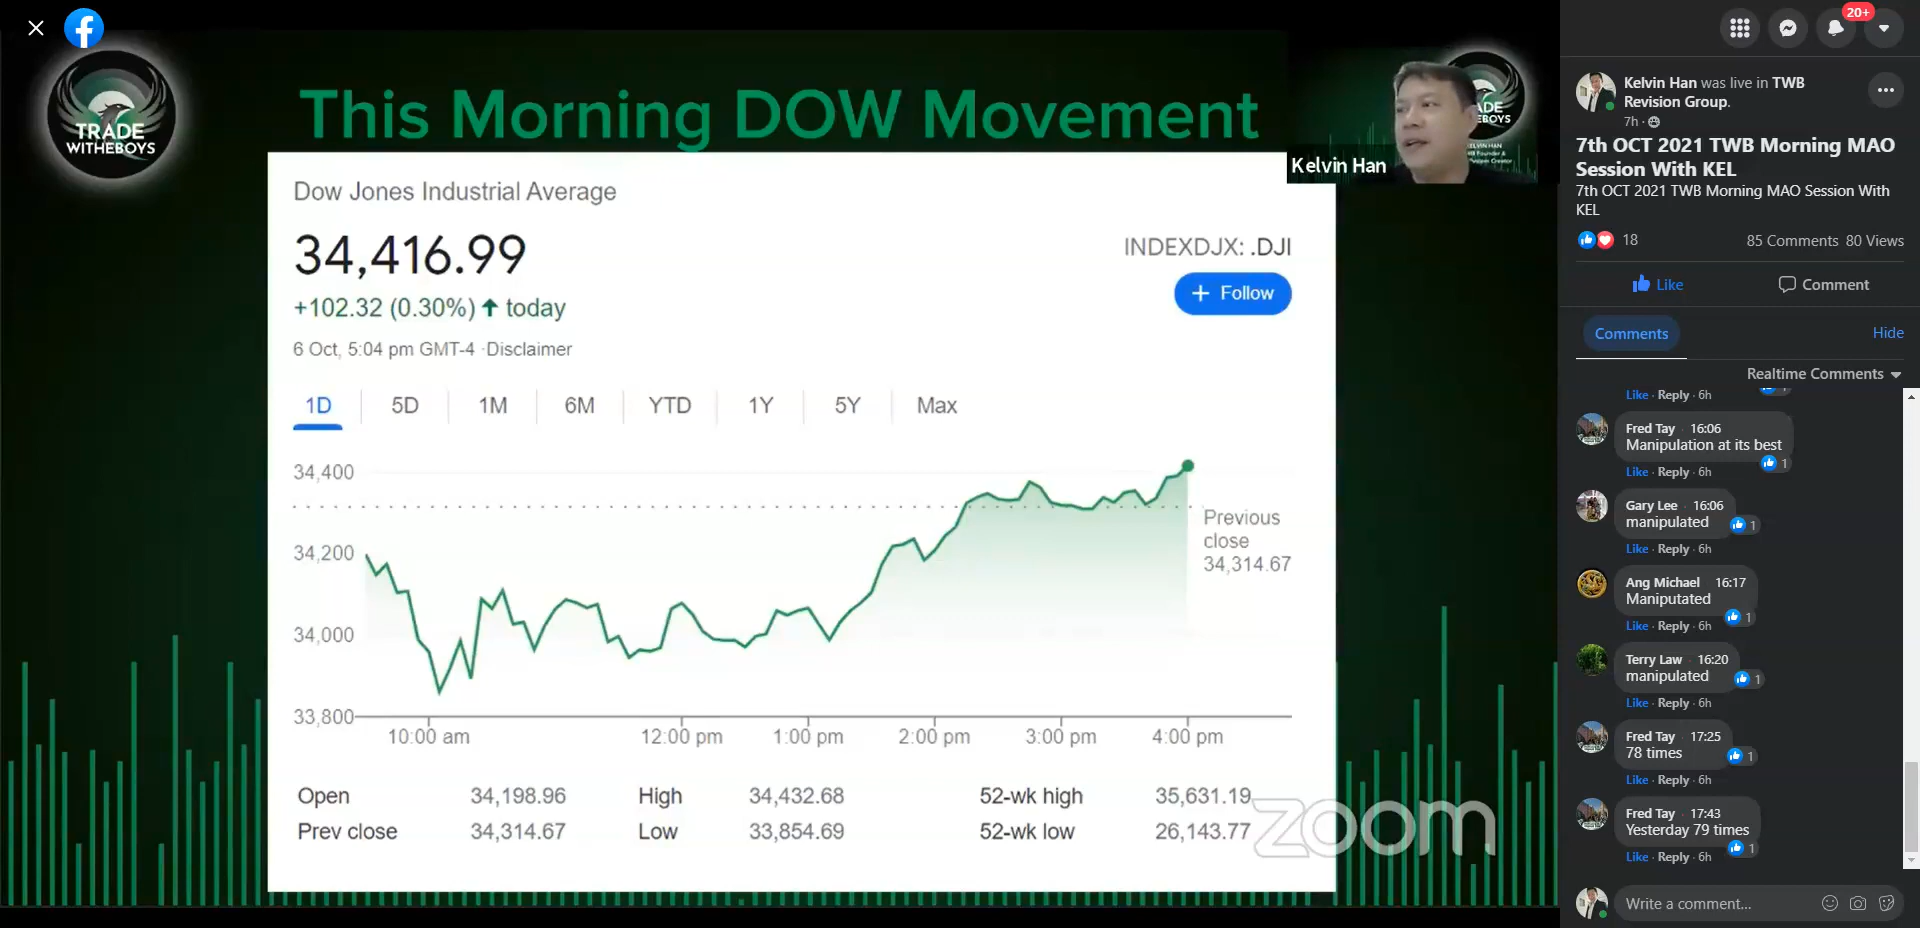 TRADE
WITHEBOYS
This Morning DOW Movement
Kelvin Han
Dow Jones Industrial Average
34,416.99
+102.32 (0.30%) ↑ today
6 Oct, 5:04 pm GMT-4 ·Disclaimer
INDEXDJX: .DJI
+ Follow
1D 5D 1M 6M YTD 1Y 5Y Max
34,400
34,200
34,000
33,800
Previous
close
34,314.67
10:00 am 12:00 pm 1:00 pm 2:00 pm 3:00 pm 4:00 pm
Open 34,198.96 High 34,432.68 52-wk high 35,631.19
Prev close 34,314.67 Low 33,854.69 52-wk low 26,143.77
zoom
20+
Kelvin Han was live in TWB
Revision Group.
7h ·
7th OCT 2021 TWB Morning MAO
Session With KEL
7th OCT 2021 TWB Morning MAO Session With
KEL
18 85 Comments 80 Views
Like Comment
Comments Hide
Realtime Comments
Like · Reply · 6h
Fred Tay · 16:06
Manipulation at its best
1
Like · Reply · 6h
Gary Lee · 16:06
manipulated
1
Like · Reply · 6h
Ang Michael · 16:17
Maniputated
1
Like · Reply · 6h
Terry Law · 16:20
manipulated
1
Like · Reply · 6h
Fred Tay · 17:25
78 times
1
Like · Reply · 6h
Fred Tay · 17:43
Yesterday 79 times
1
Like · Reply · 6h
Write a comment...